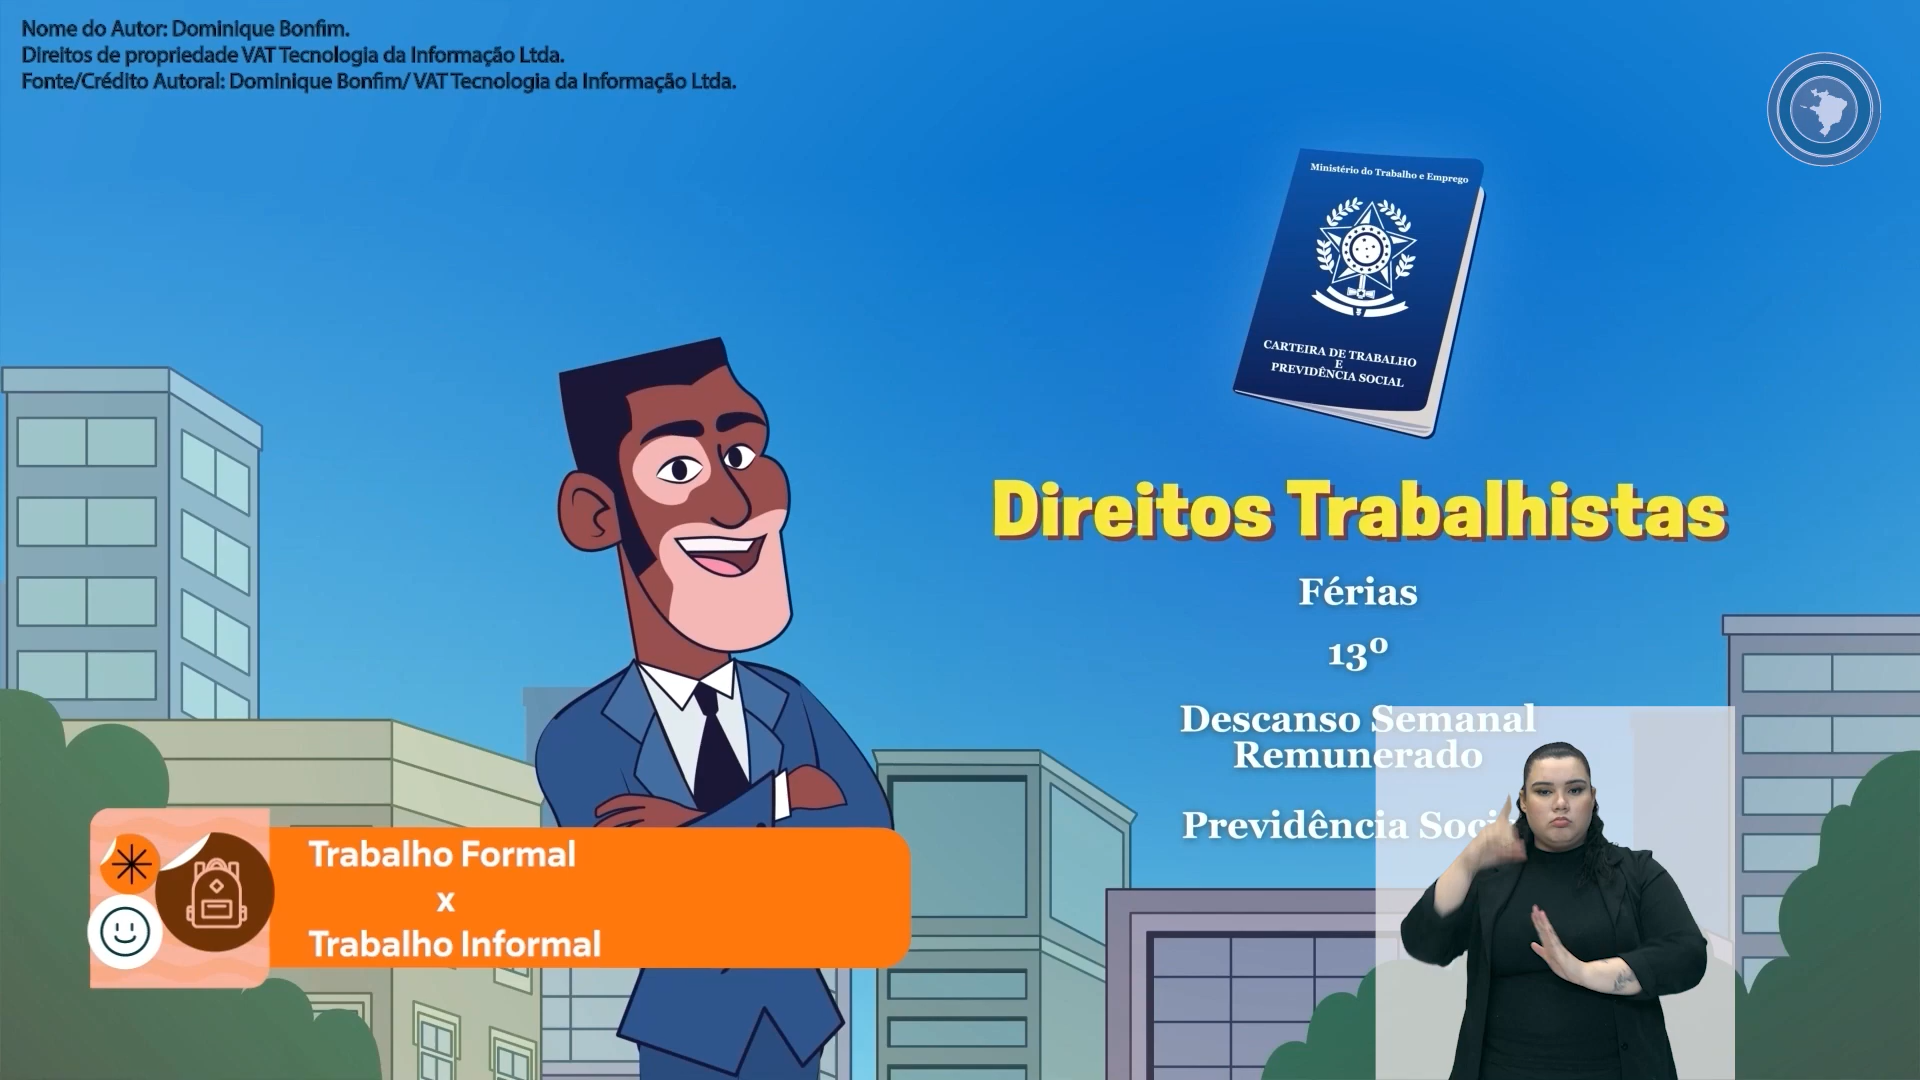 Nome do Autor: Dominique Bonfim.
Direitos de propriedade VAT Tecnologia da Informação Ltda.
Fonte/Crédito Autoral: Dominique Bonfim/ VAT Tecnologia da Informação Ltda.
Ministério do Trabalho e Emprego
CARTEIRA DE TRABALHO
E
PREVIDÊNCIA SOCIAL
Direitos Trabalhistas
Férias
13º
Descanso Semanal
Remunerado
Previdência
Trabalho Formal
x
Trabalho Informal